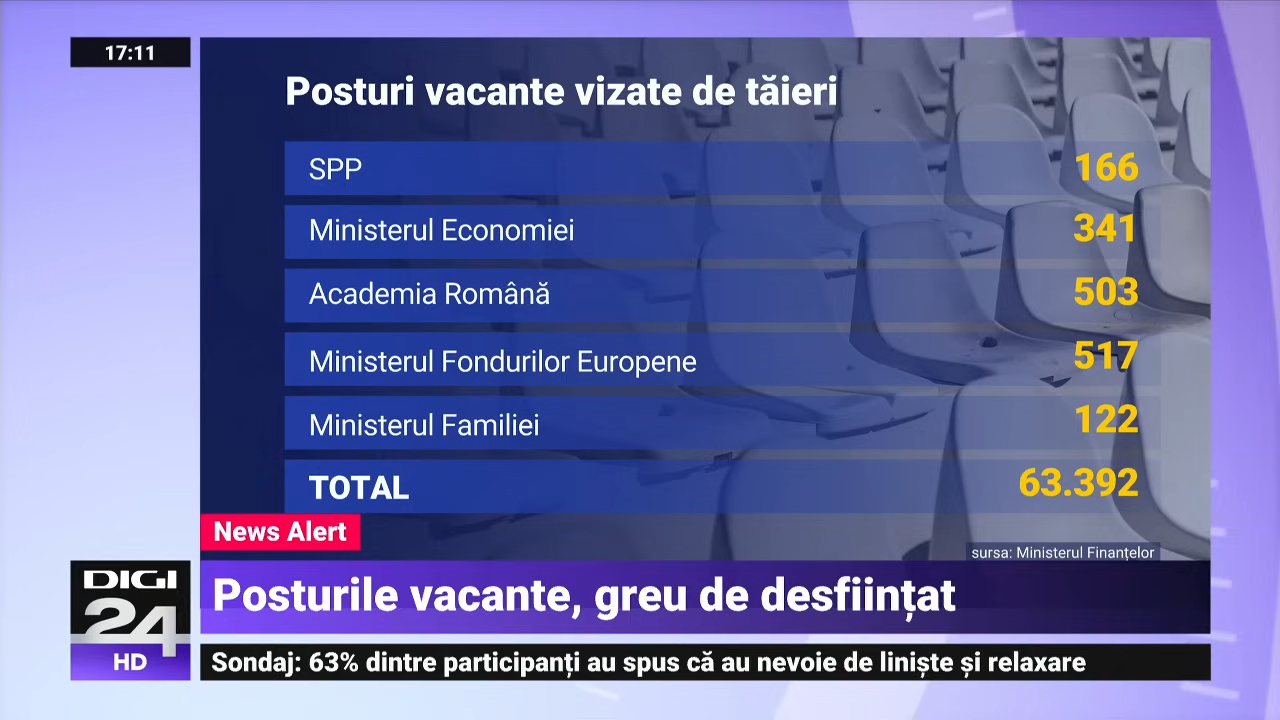 17:11
Posturi vacante vizate de tăieri
SPP 166
Ministerul Economiei 341
Academia Română 503
Ministerul Fondurilor Europene 517
Ministerul Familiei 122
TOTAL 63.392
News Alert
sursa: Ministerul Finanțelor
DIGI
24
HD
Posturile vacante, greu de desființat
Sondaj: 63% dintre participanți au spus că au nevoie de liniște și relaxare